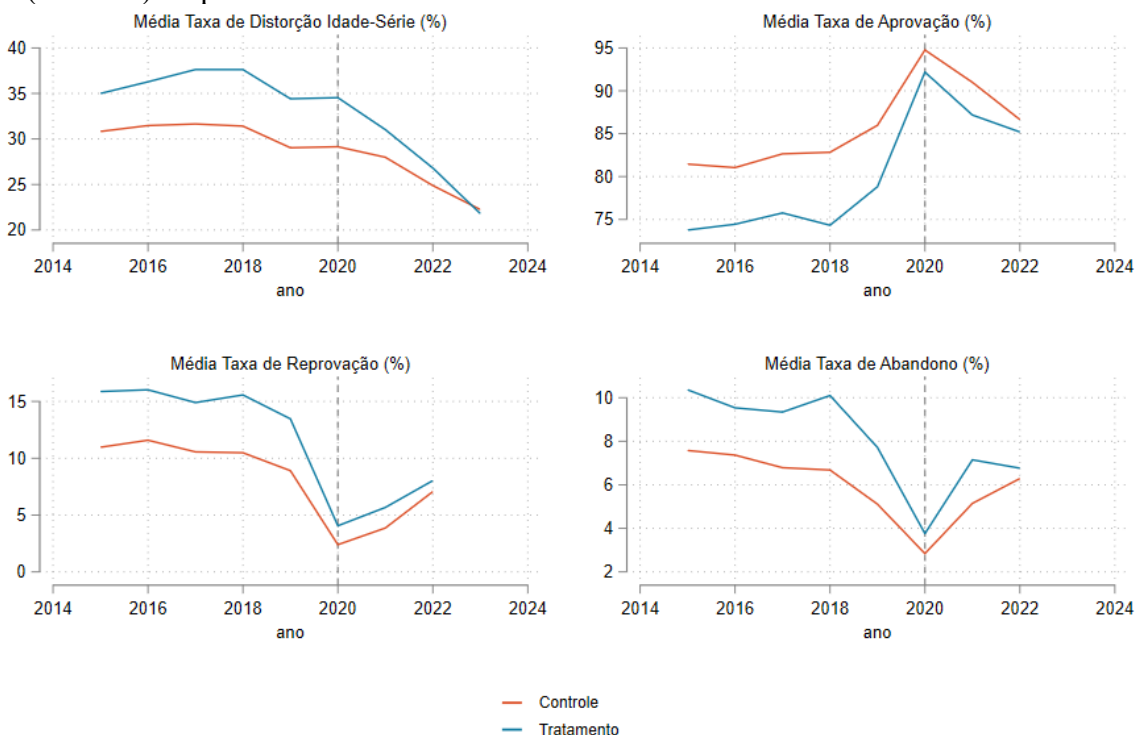 Média Taxa de Distorção Idade-Série (%)
40
35
30
25
20
2014 2016 2018 2020 2022 2024
ano
Média Taxa de Aprovação (%)
95
90
85
80
75
2014 2016 2018 2020 2022 2024
ano
Média Taxa de Reprovação (%)
15
10
5
0
2014 2016 2018 2020 2022 2024
ano
Média Taxa de Abandono (%)
10
8
6
4
2
2014 2016 2018 2020 2022 2024
ano
Controle
Tratamento